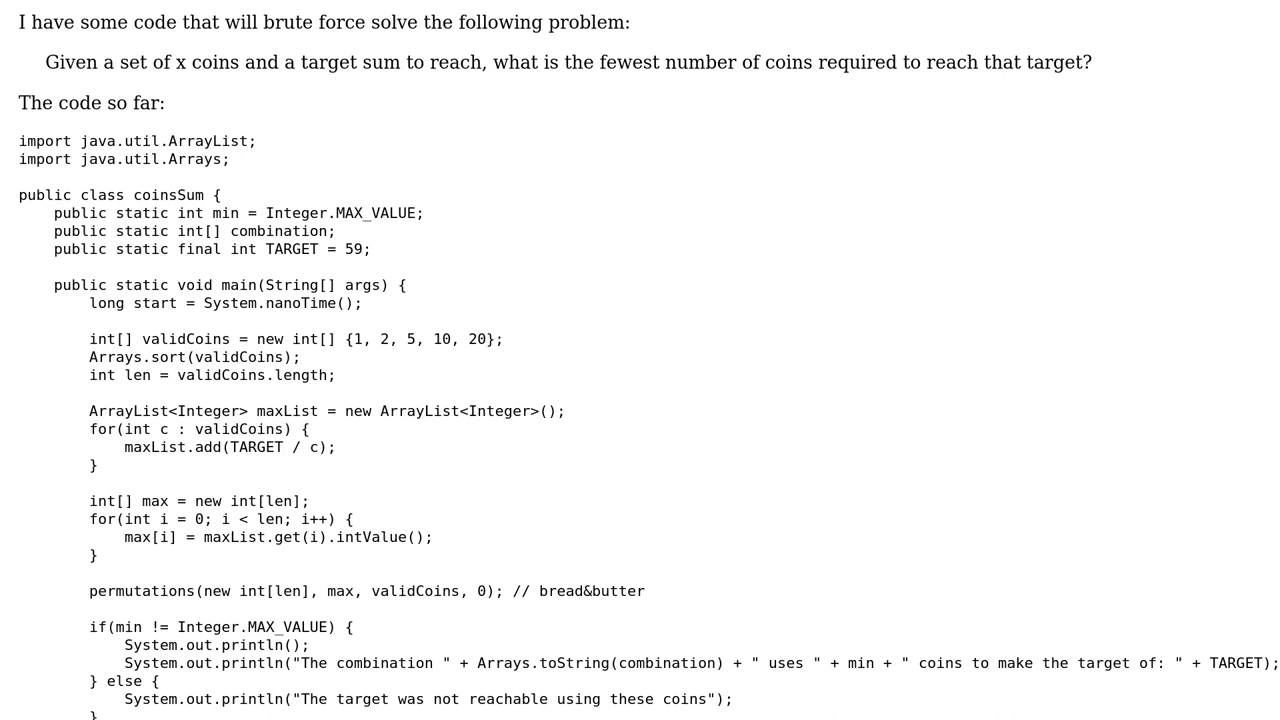 I have some code that will brute force solve the following problem:
Given a set of x coins and a target sum to reach, what is the fewest number of coins required to reach that target?
The code so far:
import java.util.ArrayList;
import java.util.Arrays;
public class coinsSum {
    public static int min = Integer.MAX_VALUE;
    public static int[] combination;
    public static final int TARGET = 59;
    public static void main(String[] args) {
        long start = System.nanoTime();
        int[] validCoins = new int[] {1, 2, 5, 10, 20};
        Arrays.sort(validCoins);
        int len = validCoins.length;
        ArrayList<Integer> maxList = new ArrayList<Integer>();
        for(int c : validCoins) {
            maxList.add(TARGET / c);
        }
        int[] max = new int[len];
        for(int i = 0; i < len; i++) {
            max[i] = maxList.get(i).intValue();
        }
        permutations(new int[len], max, validCoins, 0); // bread&butter
        if(min != Integer.MAX_VALUE) {
            System.out.println();
            System.out.println("The combination " + Arrays.toString(combination) + " uses " + min + " coins to make the target of: " + TARGET);
        } else {
            System.out.println("The target was not reachable using these coins");
        }